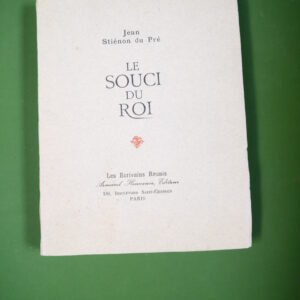 Jean
Stiénon du Pré
LE
SOUCI
DU
ROI
Les Ecrivains Réunis
Armand Henneuse, Editeur
PARIS